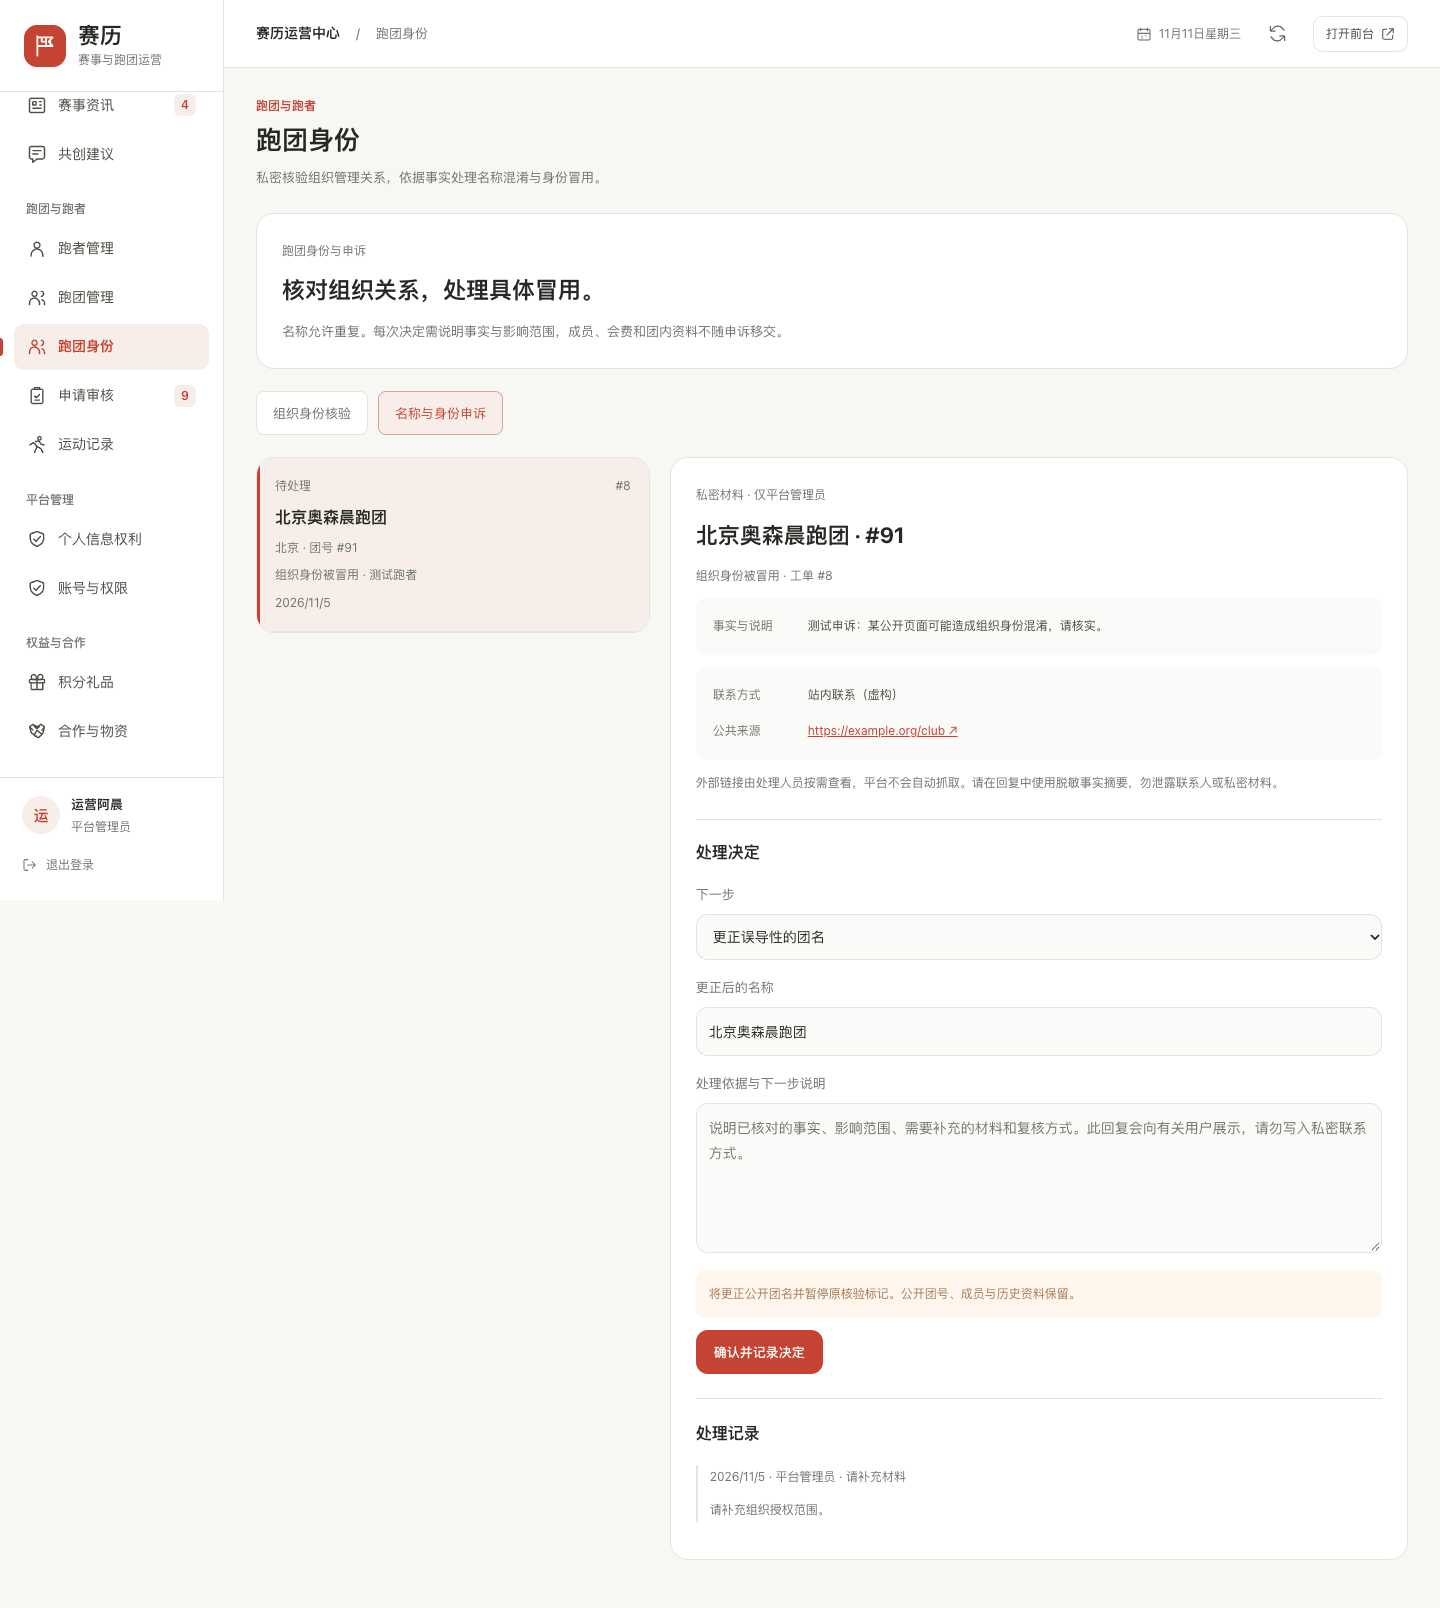 赛历
赛事与跑团运营
赛事资讯
4
共创建议
跑团与跑者
跑者管理
跑团管理
跑团身份
申请审核
9
运动记录
平台管理
个人信息权利
账号与权限
权益与合作
积分礼品
合作与物资
运
运营阿晨
平台管理员
退出登录
赛历运营中心 / 跑团身份
11月11日星期三
打开前台
跑团与跑者
跑团身份
私密核验组织管理关系，依据事实处理名称混淆与身份冒用。
跑团身份与申诉
核对组织关系，处理具体冒用。
名称允许重复。每次决定需说明事实与影响范围，成员、会费和团内资料不随申诉移交。
组织身份核验
名称与身份申诉
待处理
#8
北京奥森晨跑团
北京 · 团号 #91
组织身份被冒用 · 测试跑者
2026/11/5
私密材料 · 仅平台管理员
北京奥森晨跑团 · #91
组织身份被冒用 · 工单 #8
事实与说明
测试申诉：某公开页面可能造成组织身份混淆，请核实。
联系方式
站内联系（虚构）
公共来源
https://example.org/club ↗
外部链接由处理人员按需查看，平台不会自动抓取。请在回复中使用脱敏事实摘要，勿泄露联系人或私密材料。
处理决定
下一步
更正误导性的团名
更正后的名称
北京奥森晨跑团
处理依据与下一步说明
说明已核对的事实、影响范围、需要补充的材料和复核方式。此回复会向有关用户展示，请勿写入私密联系
方式。
将更正公开团名并暂停原核验标记。公开团号、成员与历史资料保留。
确认并记录决定
处理记录
2026/11/5 · 平台管理员 · 请补充材料
请补充组织授权范围。